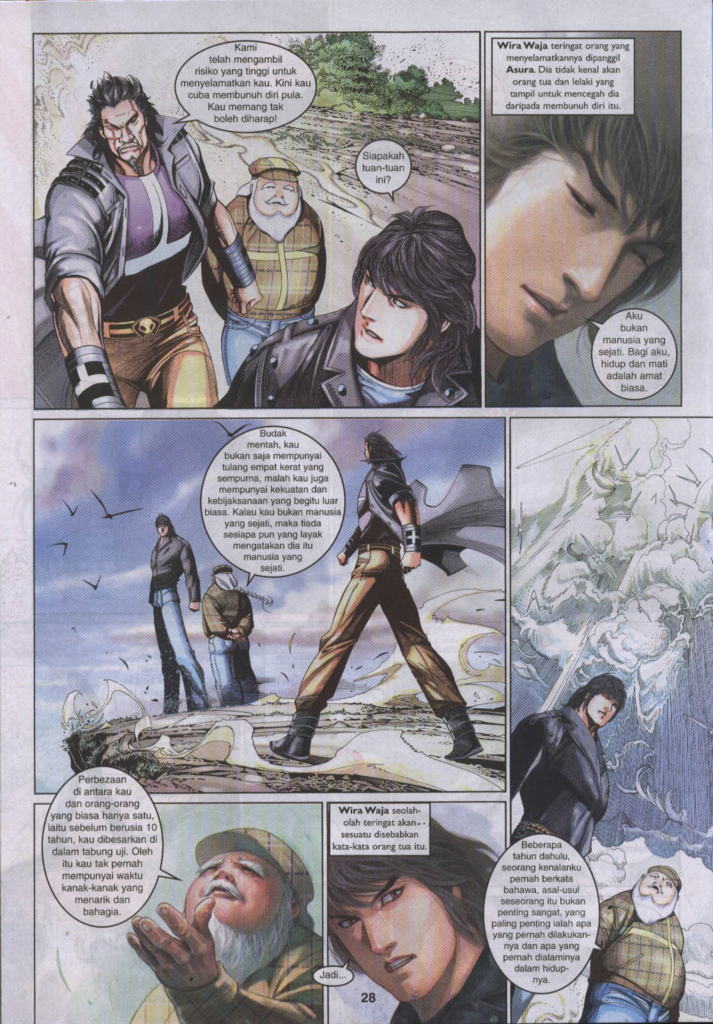 Kami
telah mengambil
risiko yang tinggi untuk
menyelamatkan kau. Kini kau
cuba membunuh diri pula.
Kau memang tak
boleh diharap!
Siapakah
tuan-tuan
ini?
Wira Waja teringat orang yang
menyelamatkannya dipanggil
Asura. Dia tidak kenal akan
orang tua dan lelaki yang
tampil untuk mencegah dia
daripada membunuh diri itu.
Aku
bukan
manusia yang
sejati. Bagi aku,
hidup dan mati
adalah amat
biasa.
Budak
mentah, kau
bukan saja mempunyai
tulang empat kerat yang
sempurna, malah kau juga
mempunyai kekuatan dan
kebijaksanaan yang begitu luar
biasa. Kalau kau bukan manusia
yang sejati, maka tiada
sesiapa pun yang layak
mengatakan dia itu
manusia yang
sejati.
Perbezaan
di antara kau
dan orang-orang
yang biasa hanya satu,
iaitu sebelum berusia 10
tahun, kau dibesarkan di
dalam tabung uji. Oleh
itu kau tak pernah
mempunyai waktu
kanak-kanak yang
menarik dan
bahagia.
Wira Waja seolah-
olah teringat akan
sesuatu disebabkan
kata-kata orang tua itu.
Jadi...
Beberapa
tahun dahulu,
seorang kenalanku
pernah berkata
bahawa, asal-usul
seseorang itu bukan
penting sangat, yang
paling penting ialah apa
yang pernah dilakukan-
nya dan apa yang
pernah dialaminya
dalam hidup-
nya.
28